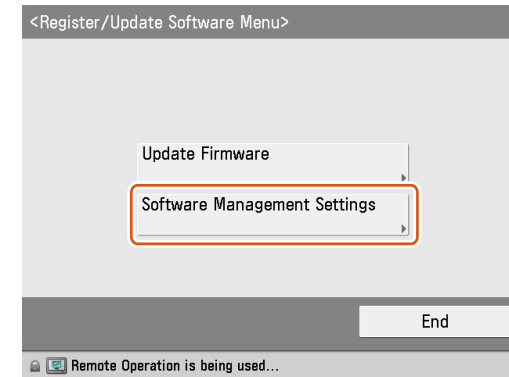 <Register/Update Software Menu>
Update Firmware
Software Management Settings
End
Remote Operation is being used...